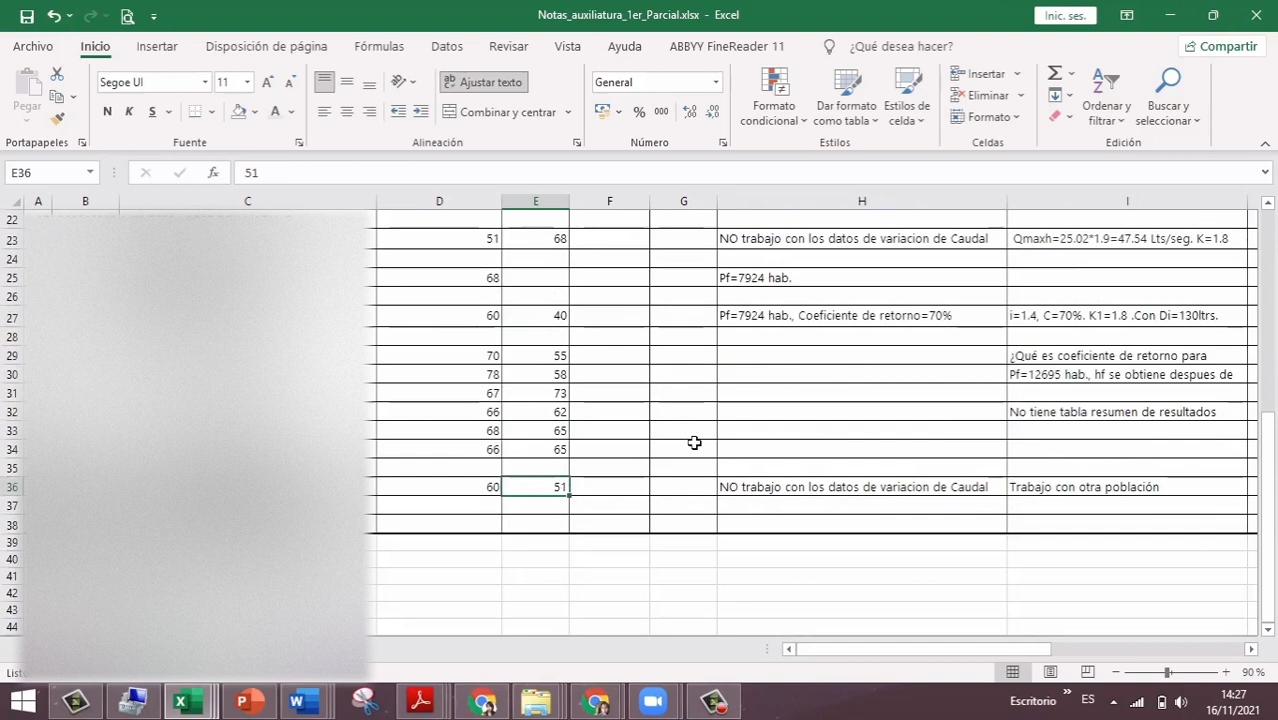 Notas_auxiliatura_1er_Parcial.xlsx - Excel
Inic. ses.
Archivo Inicio Insertar Disposición de página Fórmulas Datos Revisar Vista Ayuda ABBYY FineReader 11 ¿Qué desea hacer? Compartir
Pegar
Segoe UI 11
N K S
Ajustar texto
Combinar y centrar
General
% 000
Formato condicional
Dar formato como tabla
Estilos de celda
Insertar
Eliminar
Formato
Ordenar y filtrar
Buscar y seleccionar
Portapapeles Fuente Alineación Número Estilos Celdas Edición
E36 fx 51
A B C D E F G H I
22
23 51 68 NO trabajo con los datos de variacion de Caudal Qmaxh=25.02*1.9=47.54 Lts/seg. K=1.8
24
25 68 Pf=7924 hab.
26
27 60 40 Pf=7924 hab., Coeficiente de retorno=70% i=1.4, C=70%. K1=1.8 .Con Di=130ltrs.
28
29 70 55 ¿Qué es coeficiente de retorno para
30 78 58 Pf=12695 hab., hf se obtiene despues de
31 67 73
32 66 62 No tiene tabla resumen de resultados
33 68 65
34 66 65
35
36 60 51 NO trabajo con los datos de variacion de Caudal Trabajo con otra población
37
38
39
40
41
42
43
44
90 %
Escritorio ES 14:27
16/11/2021